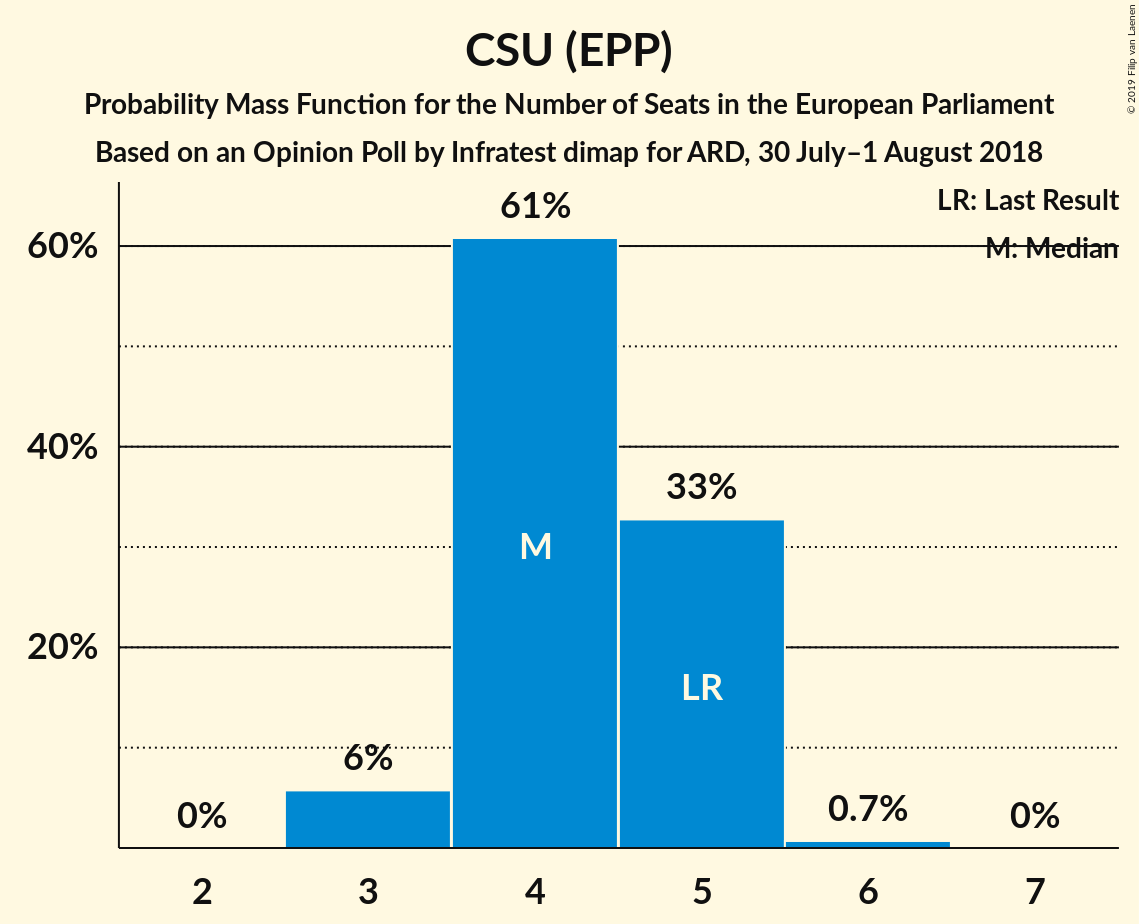 CSU (EPP)
Probability Mass Function for the Number of Seats in the European Parliament
Based on an Opinion Poll by Infratest dimap for ARD, 30 July–1 August 2018
© 2019 Filip van Laenen
LR: Last Result
M: Median
61%
60%
40%
33%
M
20%
LR
6%
0%
0.7%
0%
2 3 4 5 6 7